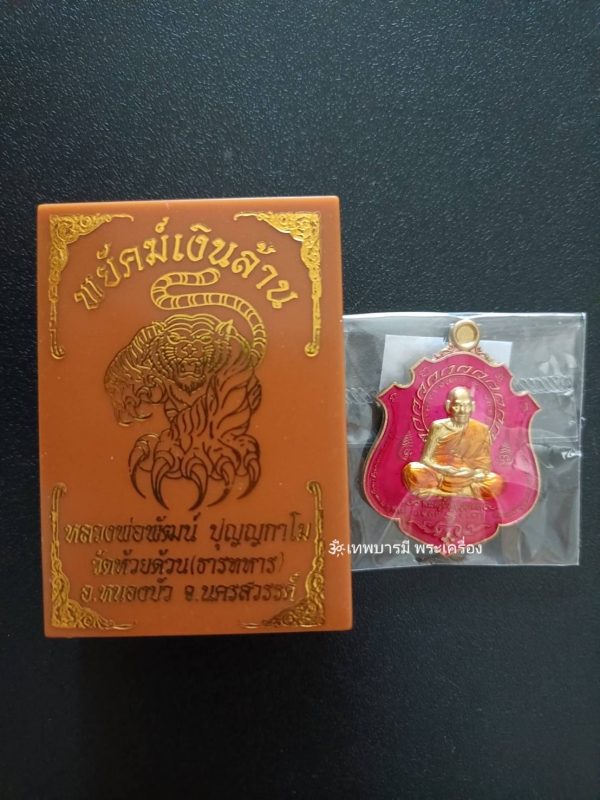 พยัคฆ์เงินล้าน
หลวงพ่อพัฒน์ ปุญญกาโม
วัดห้วยด้วน(ธารทหาร)
อ.หนองบัว จ.นครสวรรค์
เทพบารมี พระเครื่อง